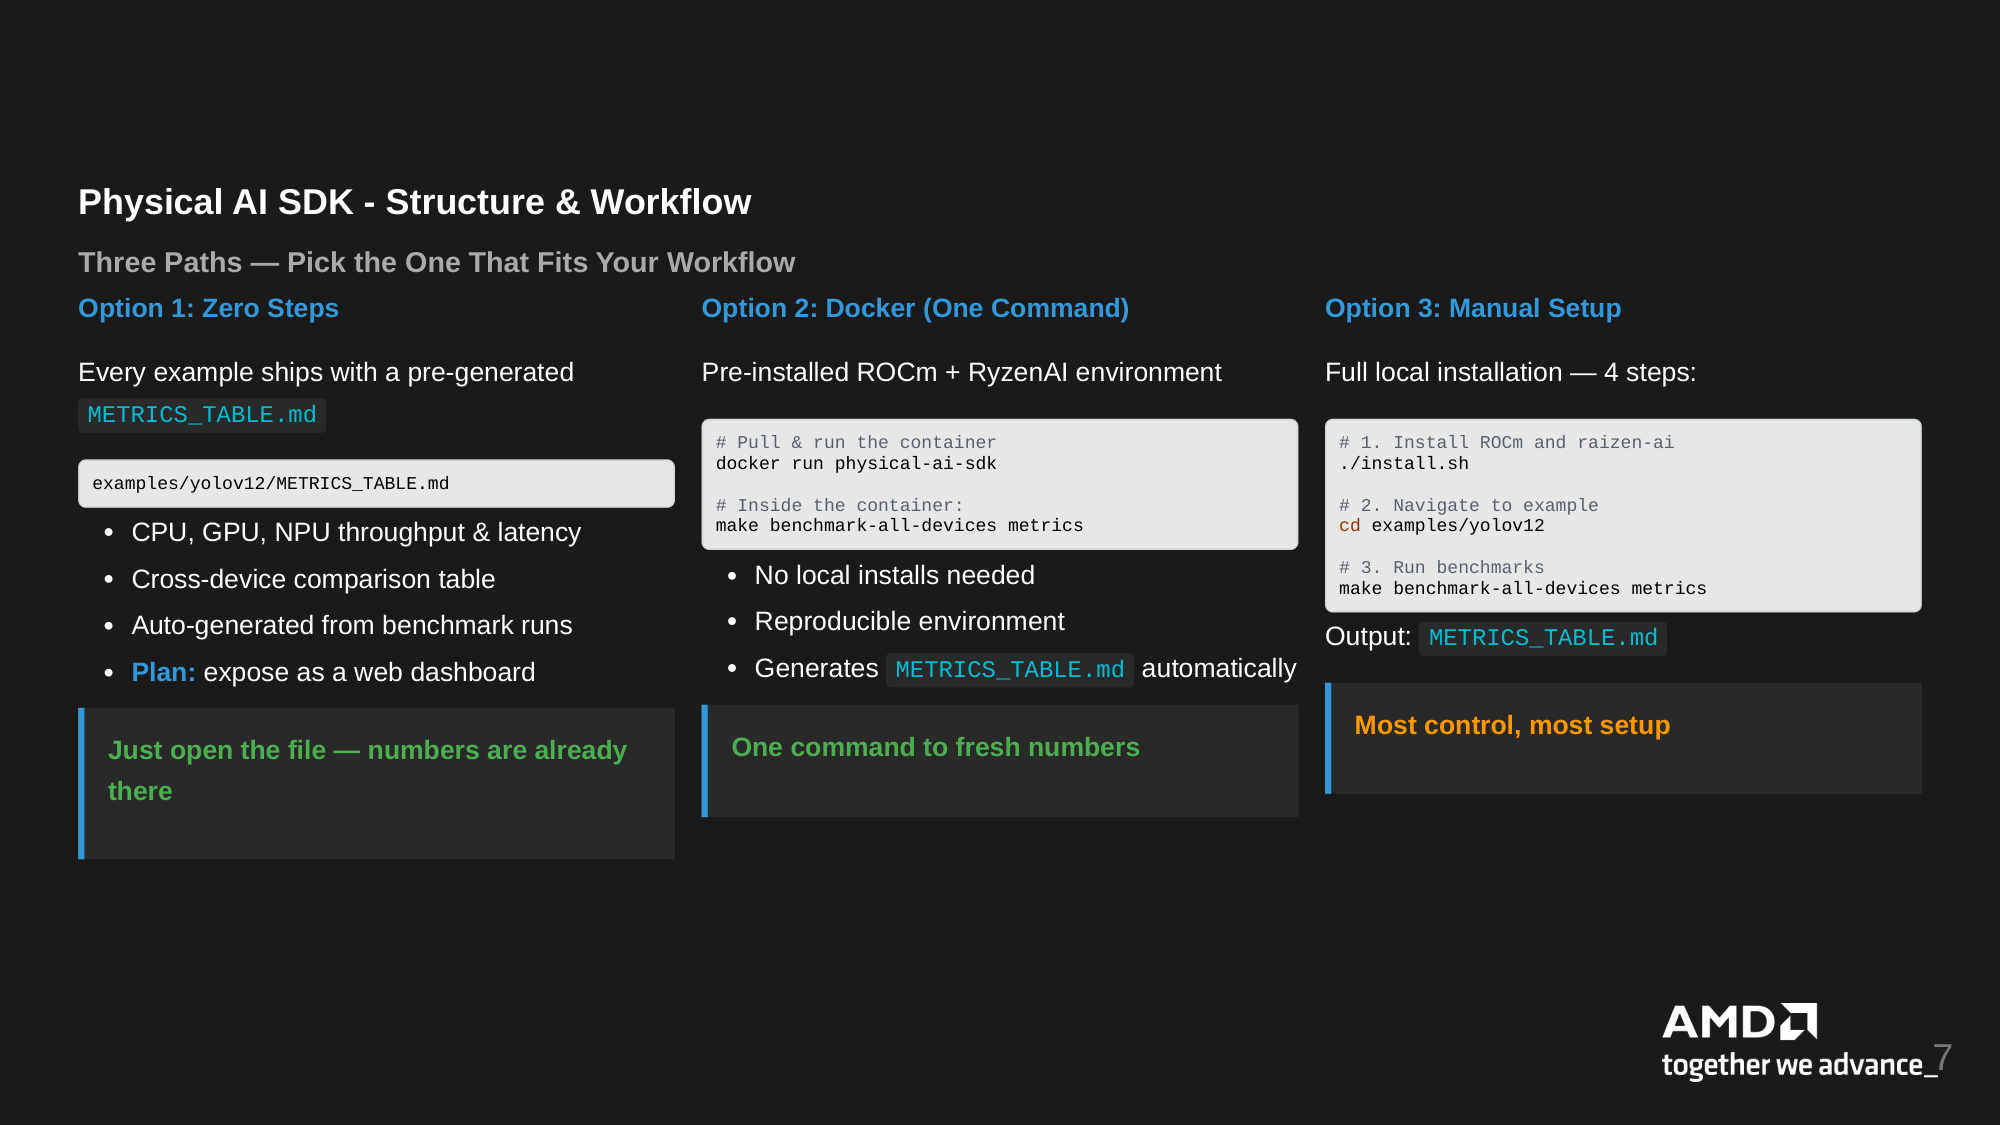 Physical AI SDK - Structure & Workflow
Three Paths — Pick the One That Fits Your Workflow
Option 1: Zero Steps
Every example ships with a pre-generated
METRICS_TABLE.md
examples/yolov12/METRICS_TABLE.md
• CPU, GPU, NPU throughput & latency
• Cross-device comparison table
• Auto-generated from benchmark runs
• Plan: expose as a web dashboard
Just open the file — numbers are already
there
Option 2: Docker (One Command)
Pre-installed ROCm + RyzenAI environment
# Pull & run the container
docker run physical-ai-sdk
# Inside the container:
make benchmark-all-devices metrics
• No local installs needed
• Reproducible environment
• Generates METRICS_TABLE.md automatically
One command to fresh numbers
Option 3: Manual Setup
Full local installation — 4 steps:
# 1. Install ROCm and raizen-ai
./install.sh
# 2. Navigate to example
cd examples/yolov12
# 3. Run benchmarks
make benchmark-all-devices metrics
Output: METRICS_TABLE.md
Most control, most setup
AMD
together we advance_
7